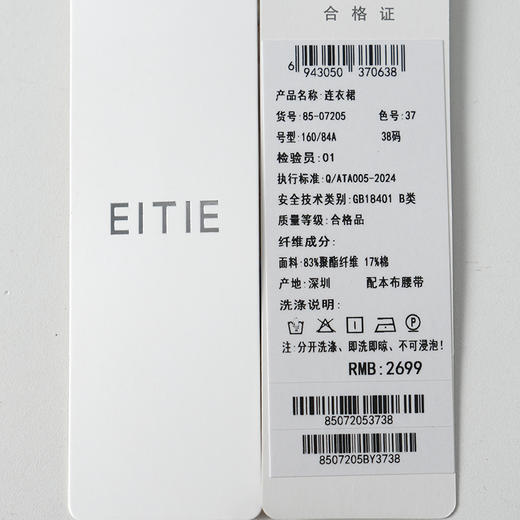 EITIE
合格证
6 943050 370638
产品名称:连衣裙
货号:85-07205 色号:37
号型:160/84A 38码
检验员:01
执行标准:Q/ATA005-2024
安全技术类别:GB18401 B类
质量等级:合格品
纤维成分:
面料:83%聚酯纤维 17%棉
产地:深圳 配本布腰带
洗涤说明:
注:分开洗涤、即洗即晾、不可浸泡!
RMB:2699
85072053738
8507205BY3738